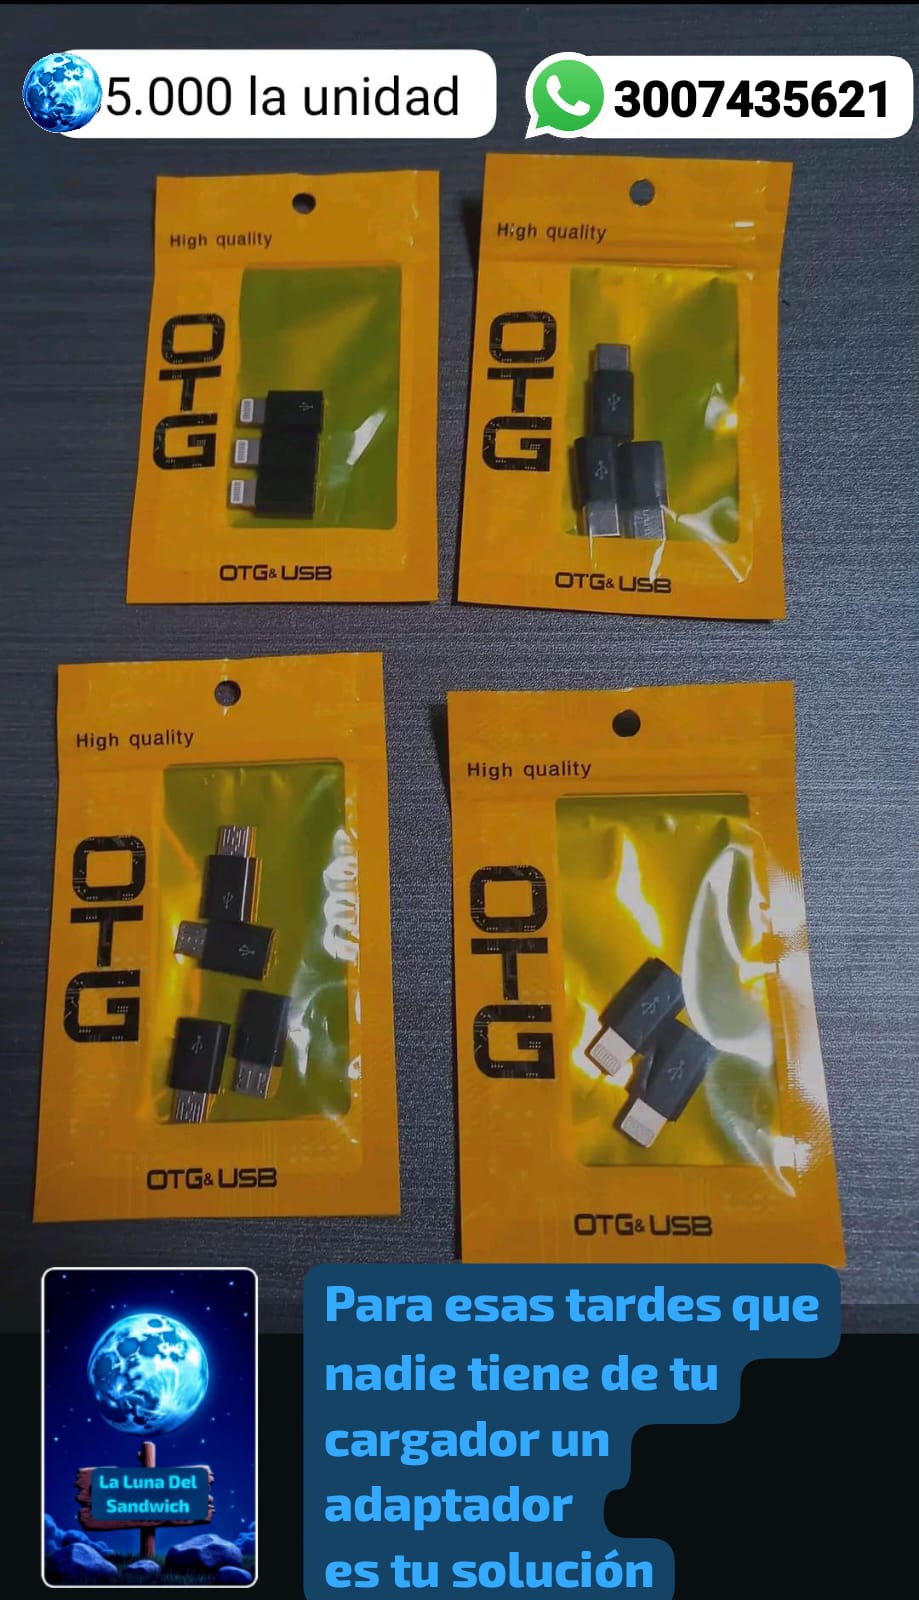 5.000 la unidad
3007435621
High quality
OTG
OTG&USB
High quality
OTG
OTG&USB
High quality
OTG
OTG&USB
High quality
OTG
OTG&USB
La Luna Del
Sandwich
Para esas tardes que
nadie tiene de tu
cargador un
adaptador
es tu solución